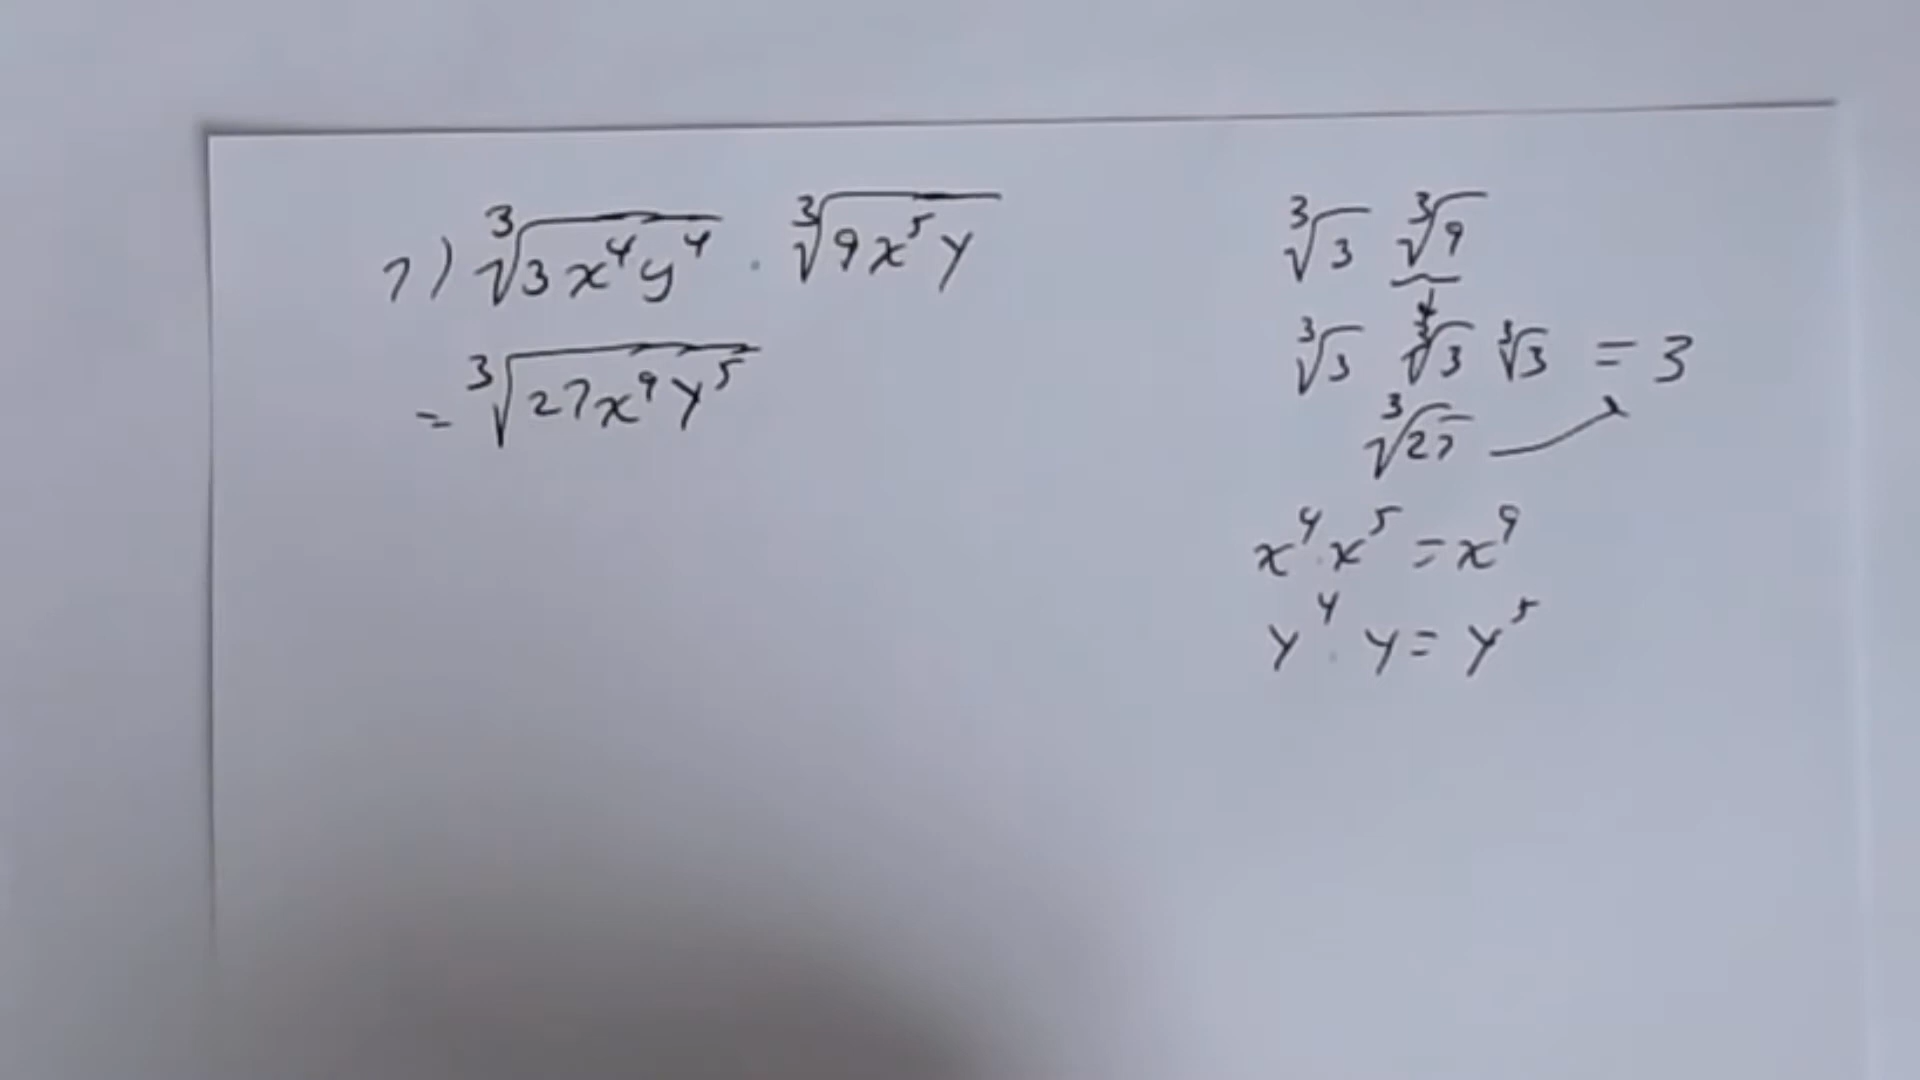 7) ∛(3x⁴y⁴) · ∛(9x⁵y)
= ∛(27x⁹y⁵)
∛3 ∛9
∛3 ∛3 ∛3 = 3
∛27
x⁴·x⁵ = x⁹
y⁴·y = y⁵